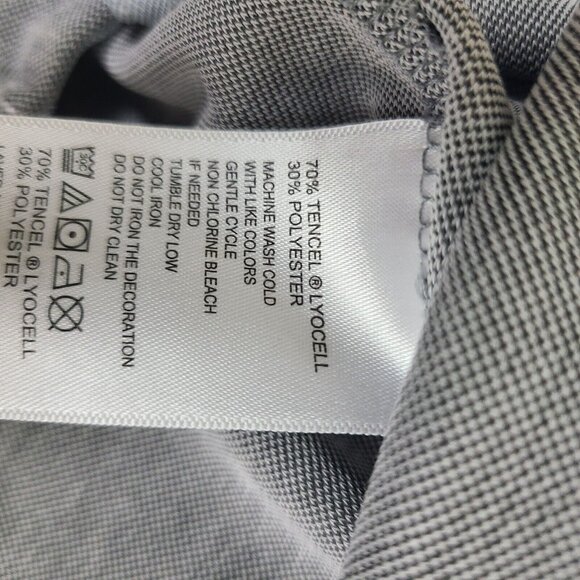 70% TENCEL ® LYOCELL
30% POLYESTER
MACHINE WASH COLD
WITH LIKE COLORS
GENTLE CYCLE
NON CHLORINE BLEACH
IF NEEDED
TUMBLE DRY LOW
COOL IRON
DO NOT IRON THE DECORATION
DO NOT DRY CLEAN
30C
70% TENCEL ® LYOCELL
30% POLYESTER